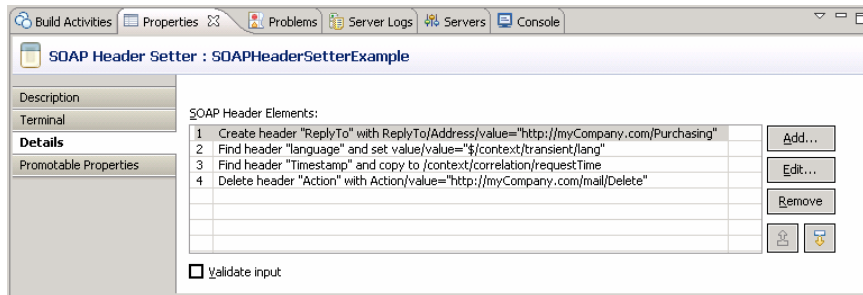 Build Activities Properties Problems Server Logs Servers Console
SOAP Header Setter : SOAPHeaderSetterExample
Description
Terminal
Details
Promotable Properties
SOAP Header Elements:
1 Create header "ReplyTo" with ReplyTo/Address/value="http://myCompany.com/Purchasing"
2 Find header "language" and set value/value="$/context/transient/lang"
3 Find header "Timestamp" and copy to /context/correlation/requestTime
4 Delete header "Action" with Action/value="http://myCompany.com/mail/Delete"
Add...
Edit...
Remove
Validate input